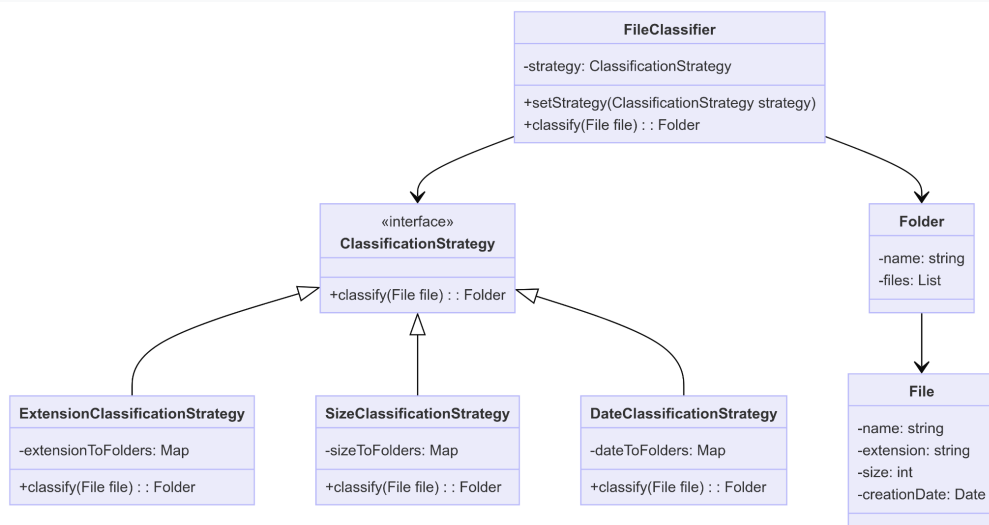 FileClassifier
-strategy: ClassificationStrategy
+setStrategy(ClassificationStrategy strategy)
+classify(File file) : : Folder
«interface»
ClassificationStrategy
+classify(File file) : : Folder
Folder
-name: string
-files: List
ExtensionClassificationStrategy
-extensionToFolders: Map
+classify(File file) : : Folder
SizeClassificationStrategy
-sizeToFolders: Map
+classify(File file) : : Folder
DateClassificationStrategy
-dateToFolders: Map
+classify(File file) : : Folder
File
-name: string
-extension: string
-size: int
-creationDate: Date